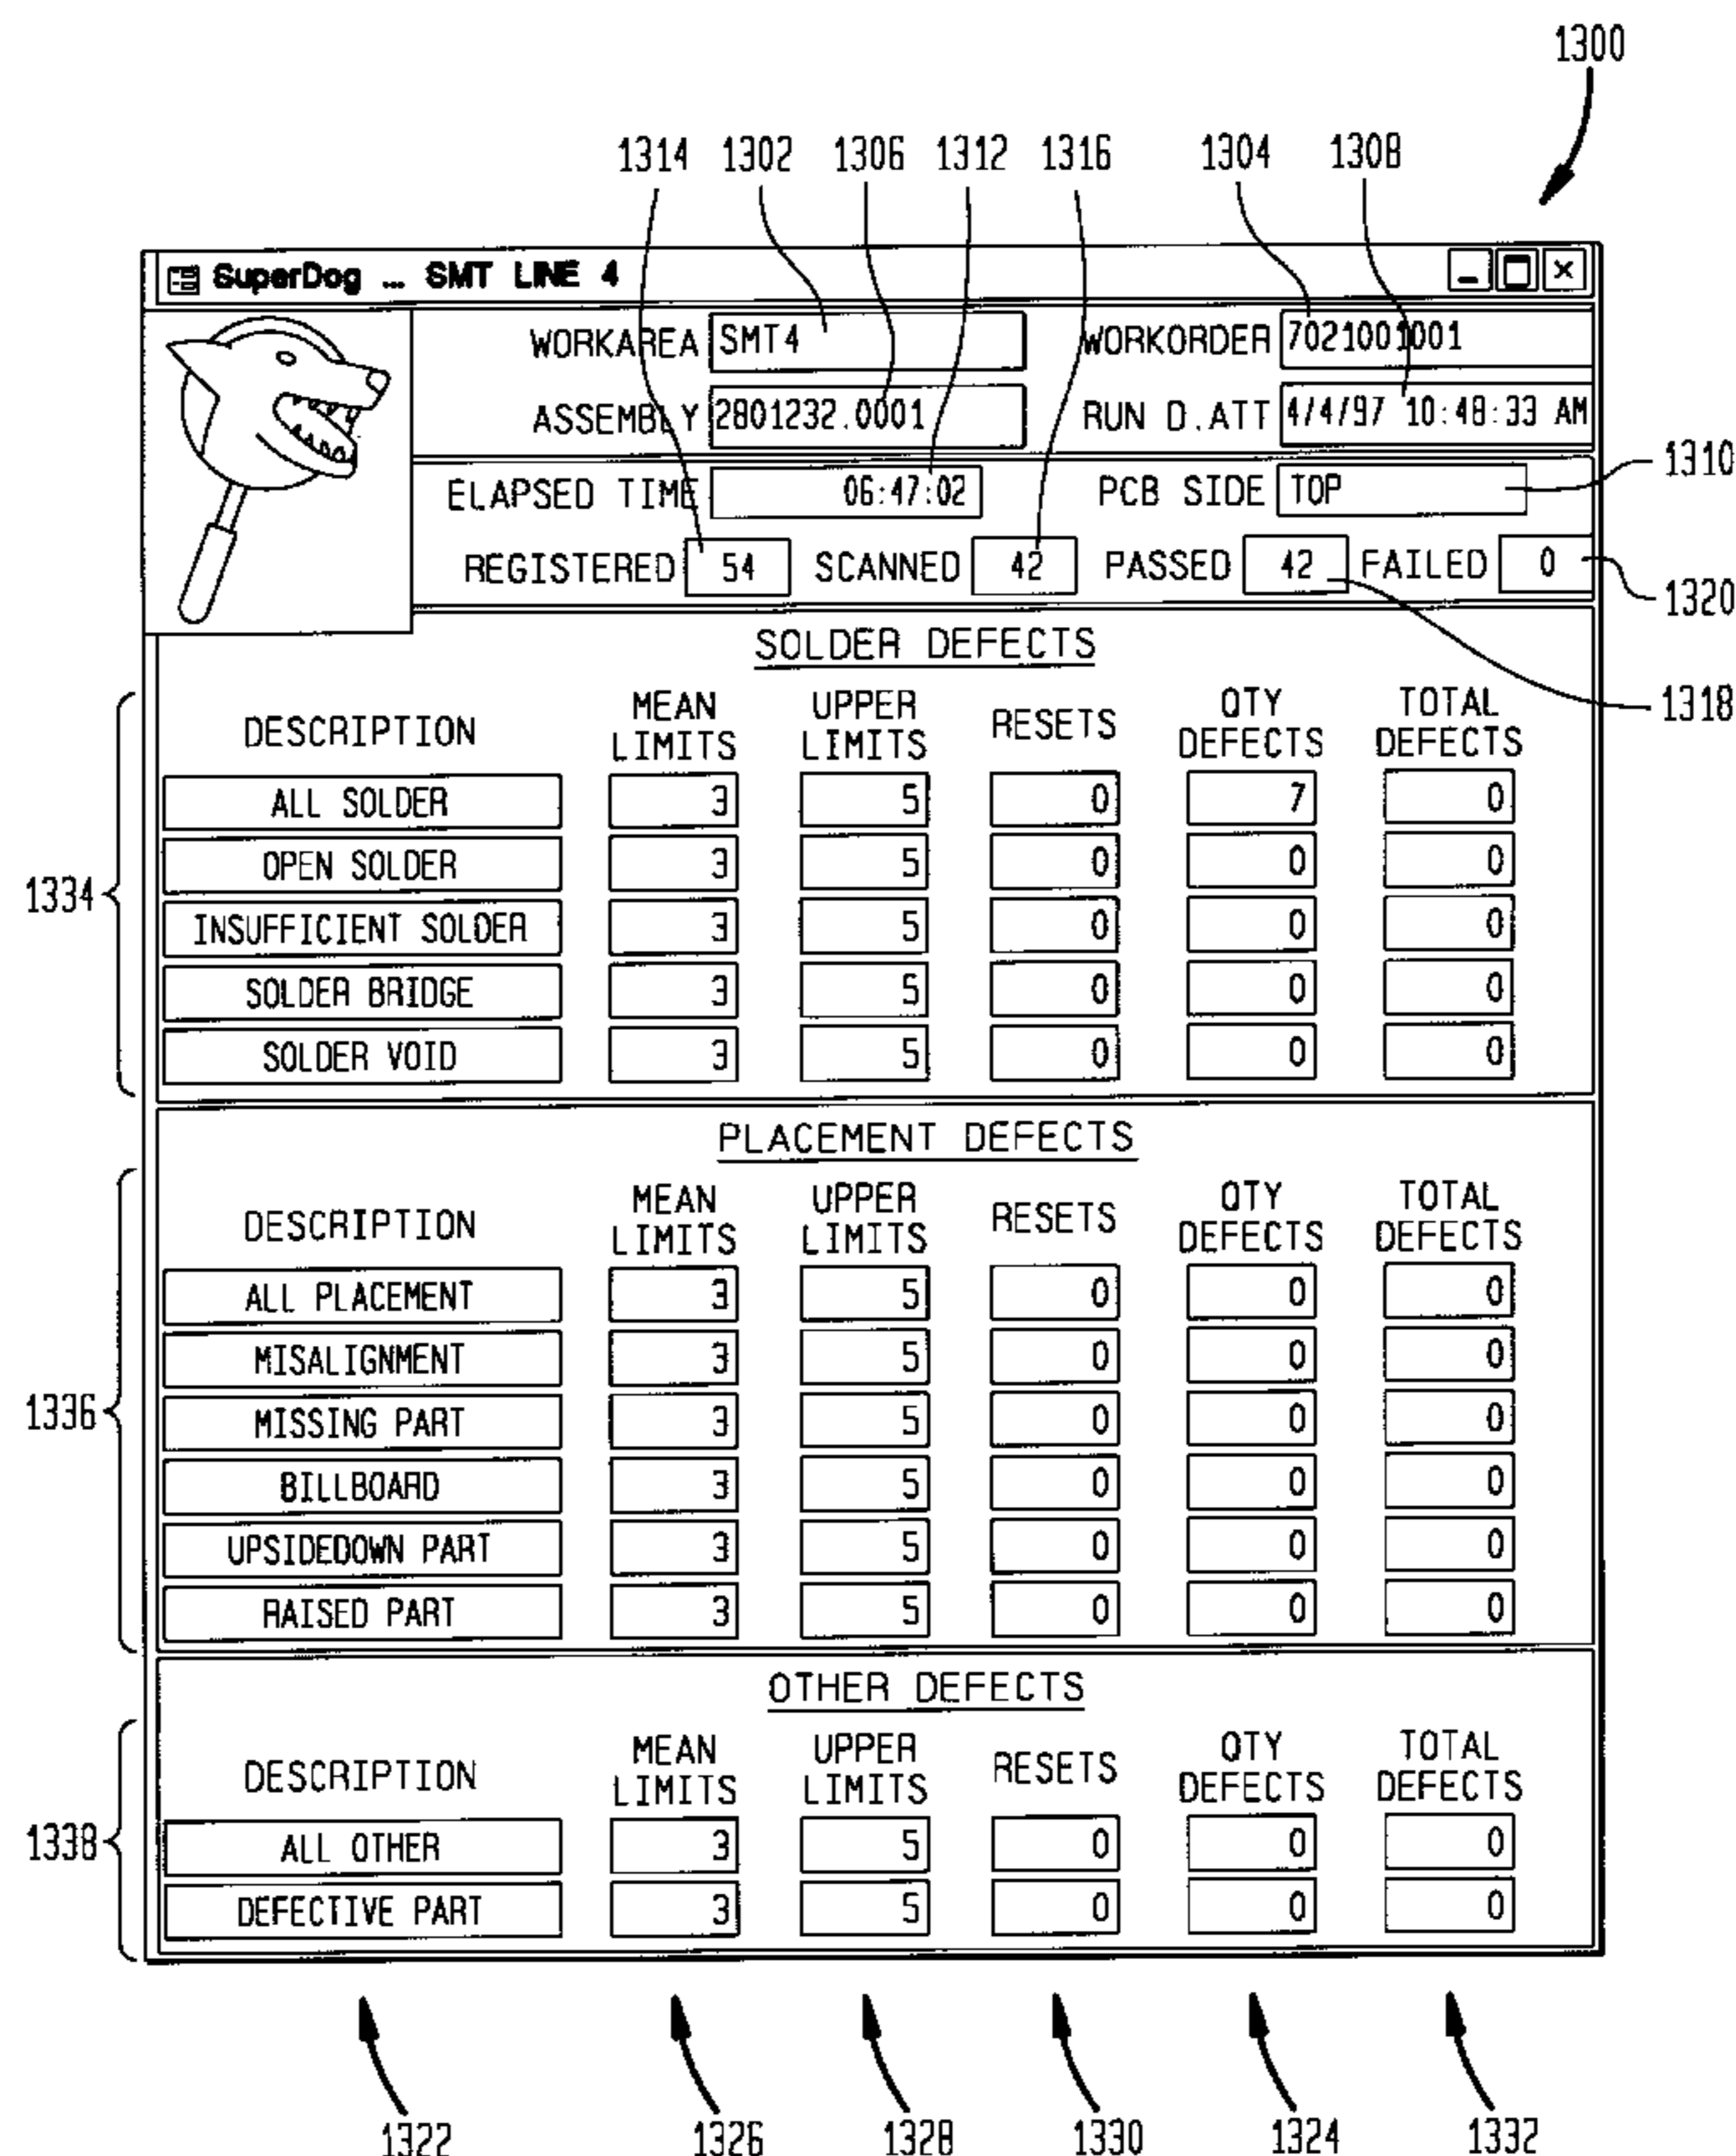 1300
1314 1302 1306 1312 1316 1304 1308
SuperDog ... SMT LINE 4
WORKAREA SMT4 WORKORDER 7021001001
ASSEMBLY 2801232.0001 RUN D.ATT 4/4/97 10:48:33 AM
ELAPSED TIME 06:47:02 PCB SIDE TOP 1310
REGISTERED 54 SCANNED 42 PASSED 42 FAILED 0
1320
SOLDER DEFECTS
1318
DESCRIPTION MEAN LIMITS UPPER LIMITS RESETS QTY DEFECTS TOTAL DEFECTS
ALL SOLDER 3 5 0 7 0
OPEN SOLDER 3 5 0 0 0
1334
INSUFFICIENT SOLDER 3 5 0 0 0
SOLDER BRIDGE 3 5 0 0 0
SOLDER VOID 3 5 0 0 0
PLACEMENT DEFECTS
DESCRIPTION MEAN LIMITS UPPER LIMITS RESETS QTY DEFECTS TOTAL DEFECTS
ALL PLACEMENT 3 5 0 0 0
MISALIGNMENT 3 5 0 0 0
1336
MISSING PART 3 5 0 0 0
BILLBOARD 3 5 0 0 0
UPSIDEDOWN PART 3 5 0 0 0
RAISED PART 3 5 0 0 0
OTHER DEFECTS
DESCRIPTION MEAN LIMITS UPPER LIMITS RESETS QTY DEFECTS TOTAL DEFECTS
1338
ALL OTHER 3 5 0 0 0
DEFECTIVE PART 3 5 0 0 0
1322 1326 1328 1330 1324 1332